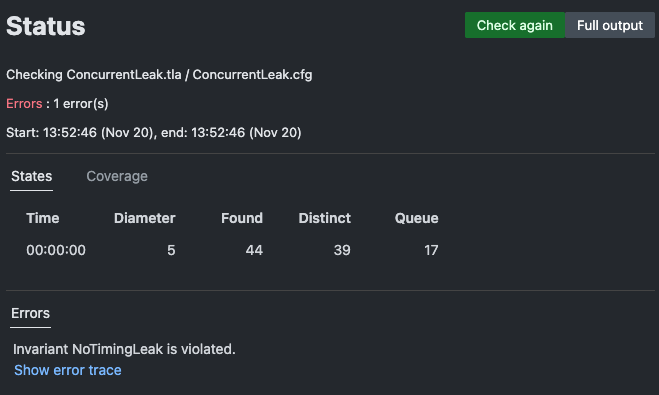 Status
Check again
Full output
Checking ConcurrentLeak.tla / ConcurrentLeak.cfg
Errors : 1 error(s)
Start: 13:52:46 (Nov 20), end: 13:52:46 (Nov 20)
States Coverage
Time Diameter Found Distinct Queue
00:00:00 5 44 39 17
Errors
Invariant NoTimingLeak is violated.
Show error trace